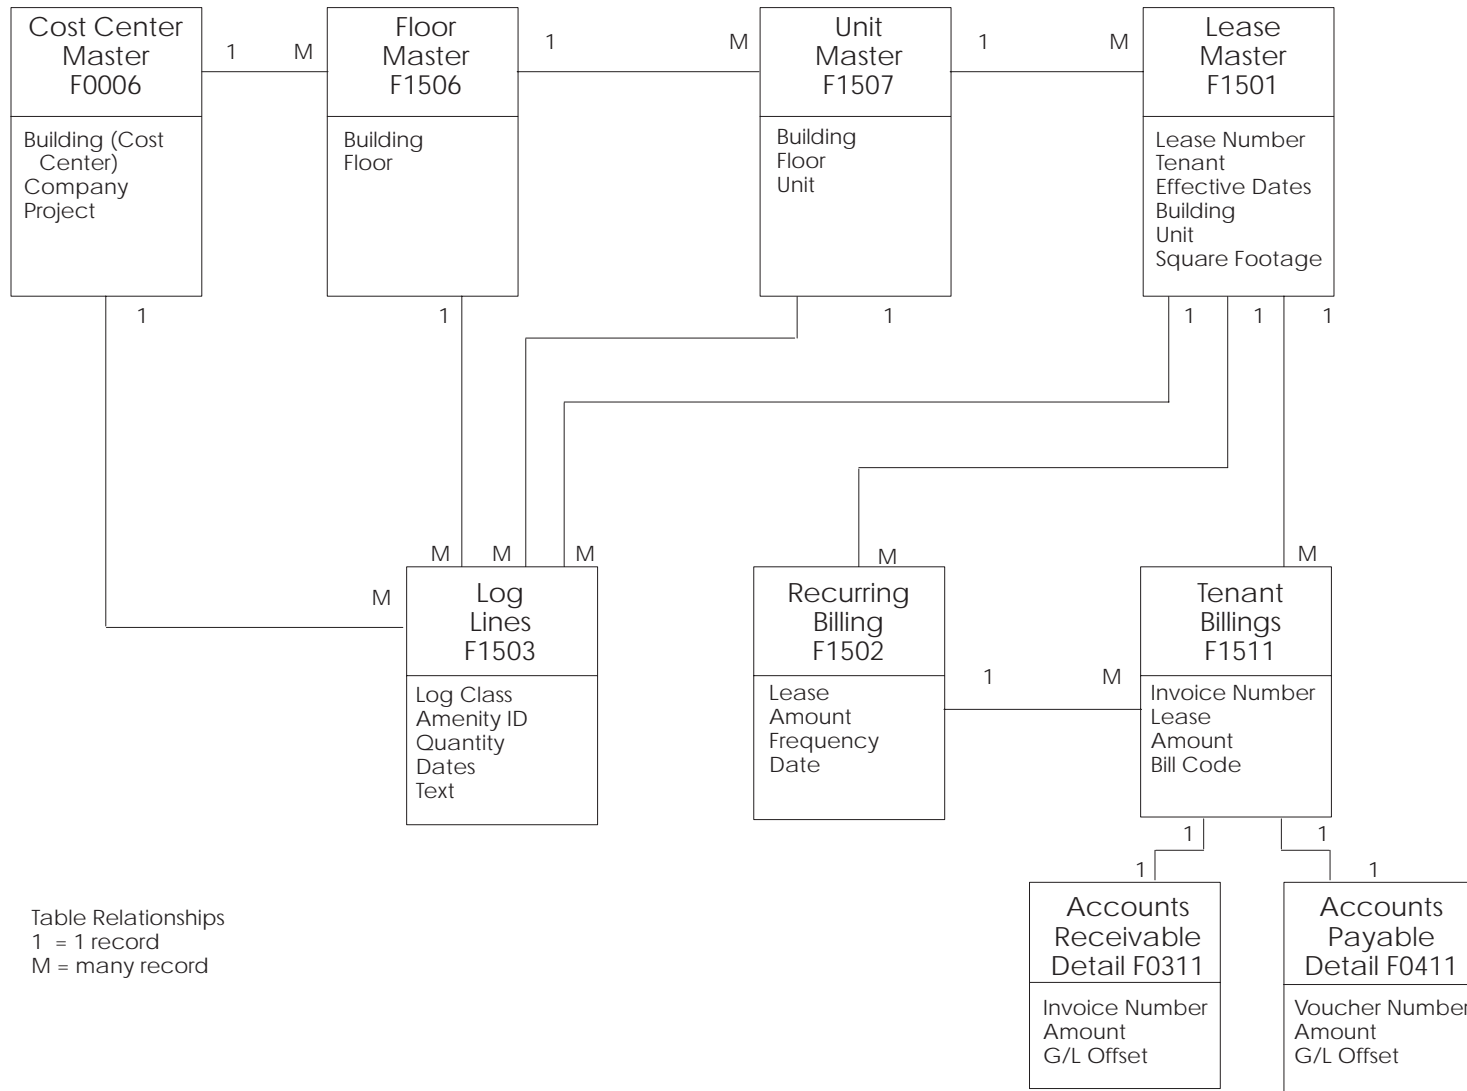 Cost Center
Master
F0006
Building (Cost
Center)
Company
Project
1
M
Floor
Master
F1506
Building
Floor
1
M
Unit
Master
F1507
Building
Floor
Unit
1
M
Lease
Master
F1501
Lease Number
Tenant
Effective Dates
Building
Unit
Square Footage
1
1
1
1
1
1
M
M
M
M
M
M
Log
Lines
F1503
Log Class
Amenity ID
Quantity
Dates
Text
Recurring
Billing
F1502
Lease
Amount
Frequency
Date
1
M
Tenant
Billings
F1511
Invoice Number
Lease
Amount
Bill Code
1
1
1
1
Accounts
Receivable
Detail F0311
Invoice Number
Amount
G/L Offset
Accounts
Payable
Detail F0411
Voucher Number
Amount
G/L Offset
Table Relationships
1 = 1 record
M = many record